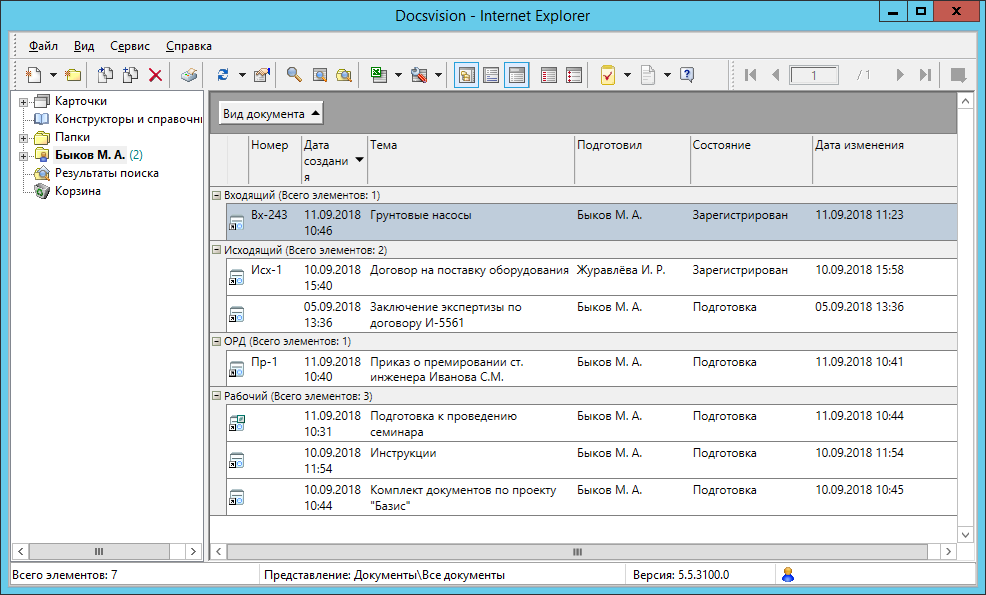 Docsvision - Internet Explorer
Файл Вид Сервис Справка
1 / 1
Карточки
Конструкторы и справочн
Папки
Быков М. А. (2)
Результаты поиска
Корзина
Вид документа
Номер Дата создани я Тема Подготовил Состояние Дата изменения
Входящий (Всего элементов: 1)
Вх-243 11.09.2018 Грунтовые насосы Быков М. А. Зарегистрирован 11.09.2018 11:23
10:46
Исходящий (Всего элементов: 2)
Исх-1 10.09.2018 Договор на поставку оборудования Журавлёва И. Р. Зарегистрирован 10.09.2018 15:58
15:40
05.09.2018 Заключение экспертизы по Быков М. А. Подготовка 05.09.2018 13:36
13:36 договору И-5561
ОРД (Всего элементов: 1)
Пр-1 11.09.2018 Приказ о премировании ст. Быков М. А. Подготовка 11.09.2018 10:41
10:40 инженера Иванова С.М.
Рабочий (Всего элементов: 3)
11.09.2018 Подготовка к проведению Быков М. А. Подготовка 11.09.2018 10:44
10:31 семинара
10.09.2018 Инструкции Быков М. А. Подготовка 10.09.2018 11:54
11:54
10.09.2018 Комплект документов по проекту Быков М. А. Подготовка 10.09.2018 10:45
10:44 "Базис"
Всего элементов: 7 Представление: Документы\Все документы Версия: 5.5.3100.0